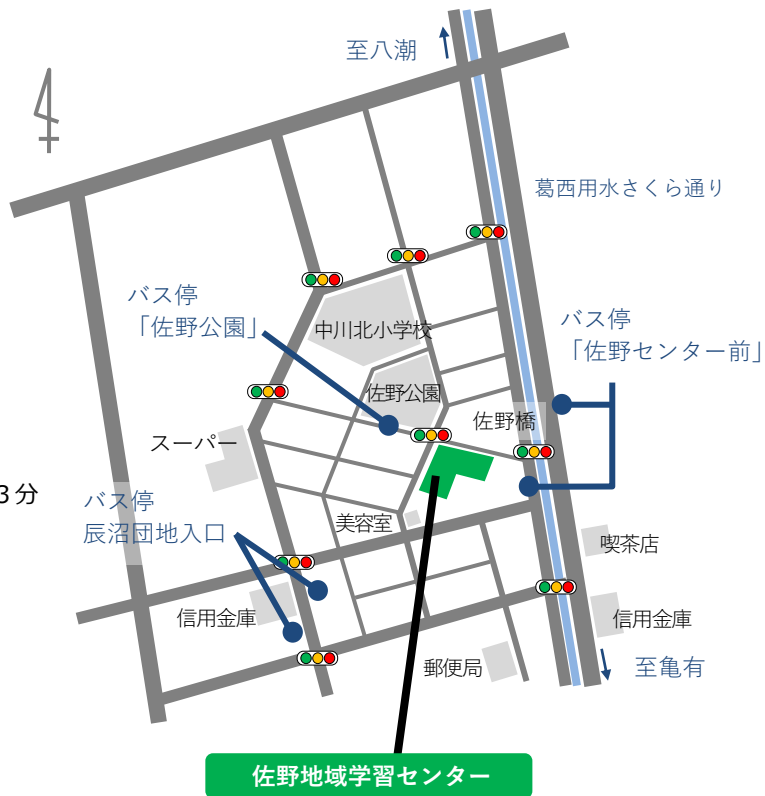 至八潮
葛西用水さくら通り
バス停
「佐野公園」
中川北小学校
バス停
「佐野センター前」
佐野公園
佐野橋
スーパー
3分
バス停
辰沼団地入口
美容室
喫茶店
信用金庫
信用金庫
郵便局
至亀有
佐野地域学習センター